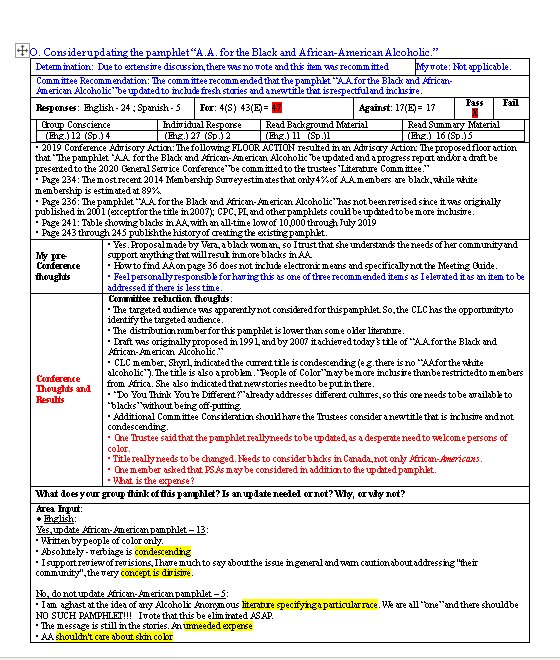 O. Consider updating the pamphlet “A.A. for the Black and African-American Alcoholic.”
Determination: Due to extensive discussion, there was no vote and this item was recommitted
My vote: Not applicable.
Committee Recommendation: The committee recommended that the pamphlet “A.A. for the Black and African-
American Alcoholic” be updated to include fresh stories and a new title that is respectful and inclusive.
Responses: English - 24 ; Spanish - 5
For: 4(S) 43(E) = 47
Against: 17(E) = 17
Pass
X
Fail
Group Conscience
(Eng.) 12 (Sp.) 4
Individual Response
(Eng.) 27 (Sp.) 2
Read Background Material
(Eng.) 11 (Sp.)1
Read Summary Material
(Eng.) 16 (Sp.) 5
• 2019 Conference Advisory Action: The following FLOOR ACTION resulted in an Advisory Action: The proposed floor action
that “The pamphlet ‘A.A. for the Black and African-American Alcoholic’ be updated and a progress report and/or a draft be
presented to the 2020 General Service Conference” be committed to the trustees’ Literature Committee.”
• Page 234: The most recent 2014 Membership Survey estimates that only 4% of A.A. members are black, while white
membership is estimated at 89%.
• Page 236: The pamphlet “A.A. for the Black and African-American Alcoholic” has not been revised since it was originally
published in 2001 (except for the title in 2007); CPC, PI, and other pamphlets could be updated to be more inclusive.
• Page 241: Table showing blacks in AA, with an all-time low of 10,000 through July 2019
• Page 243 through 245 publish the history of creating the existing pamphlet.
My pre-
Conference
thoughts
• Yes. Proposal made by Vera, a black woman, so I trust that she understands the needs of her community and
support anything that will result in more blacks in AA.
• How to find AA on page 36 does not include electronic means and specifically not the Meeting Guide.
• Feel personally responsible for having this as one of three recommended items as I elevated it as an item to be
addressed if there is less time.
Conference
Thoughts and
Results
Committee reduction thoughts:
• The targeted audience was apparently not considered for this pamphlet. So, the CLC has the opportunity to
identify the targeted audience.
• The distribution number for this pamphlet is lower than some older literature.
• Draft was originally proposed in 1991, and by 2007 it achieved today’s title of “A.A. for the Black and
African-American Alcoholic.”
• CLC member, Shyrl, indicated the current title is condescending (e.g. there is no “AA for the white
alcoholic”). The title is also a problem. “People of Color” may be more inclusive than be restricted to members
from Africa. She also indicated that new stories need to be put in there.
• “Do You Think You’re Different?” already addresses different cultures, so this one needs to be available to
“blacks” without being off-putting.
• Additional Committee Consideration should have the Trustees consider a new title that is inclusive and not
condescending.
• One Trustee said that the pamphlet really needs to be updated, as a desperate need to welcome persons of
color.
• Title really needs to be changed. Needs to consider blacks in Canada, not only African-Americans.
• One member asked that PSAs may be considered in addition to the updated pamphlet.
• What is the expense?
What does your group think of this pamphlet? Is an update needed or not? Why, or why not?
Area Input:
● English:
Yes, update African-American pamphlet – 13:
• Written by people of color only.
• Absolutely - verbiage is condescending
• I support review of revisions, I have much to say about the issue in general and warn caution about addressing "their
community", the very concept is divisive.
No, do not update African-American pamphlet – 5:
• I am aghast at the idea of any Alcoholic Anonymous literature specifying a particular race. We are all “one” and there should be
NO SUCH PAMPHLET!!! I vote that this be eliminated ASAP.
• The message is still in the stories. An unneeded expense
• AA shouldn't care about skin color